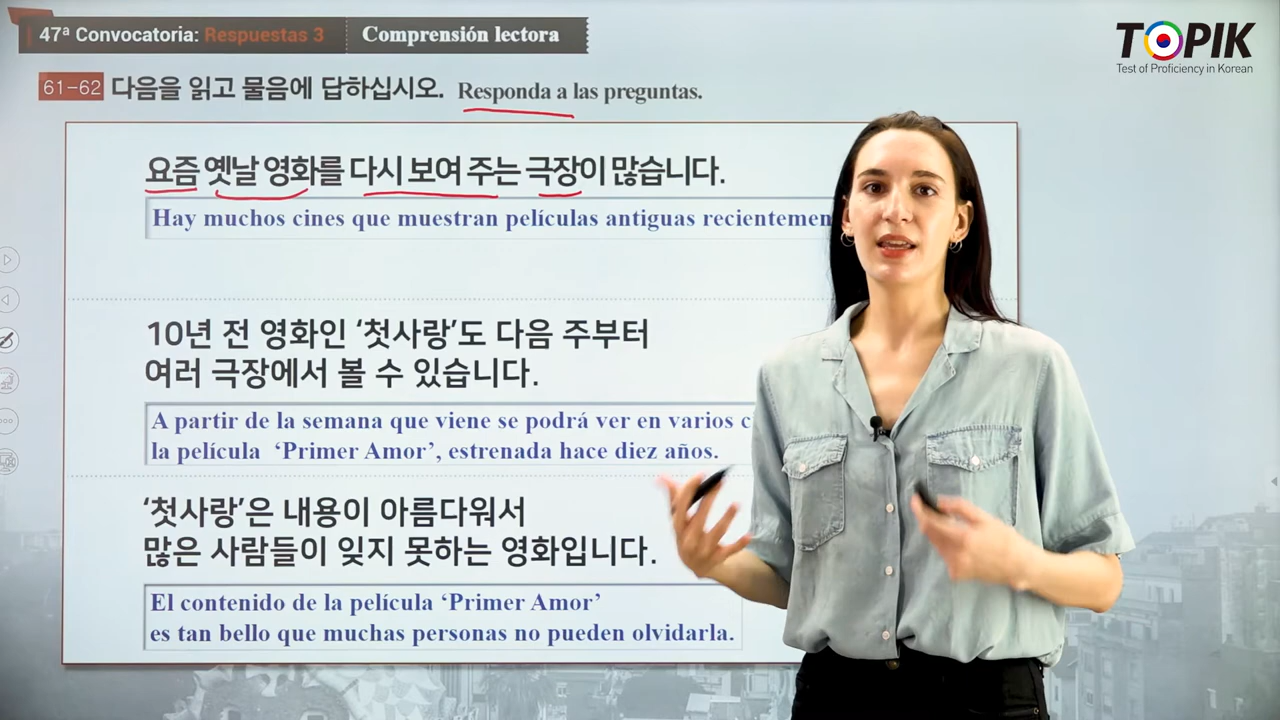 47ª Convocatoria: Respuestas 3 Comprensión lectora
TOPIK
Test of Proficiency in Korean
61-62 다음을 읽고 물음에 답하십시오. Responda a las preguntas.
요즘 옛날 영화를 다시 보여 주는 극장이 많습니다.
Hay muchos cines que muestran películas antiguas
10년 전 영화인 ‘첫사랑’도 다음 주부터
여러 극장에서 볼 수 있습니다.
A partir de la semana que viene se podrá ver en varios
la película ‘Primer Amor’, estrenada hace diez años.
‘첫사랑’은 내용이 아름다워서
많은 사람들이 잊지 못하는 영화입니다.
El contenido de la película ‘Primer Amor’
es tan bello que muchas personas no pueden olvidarla.